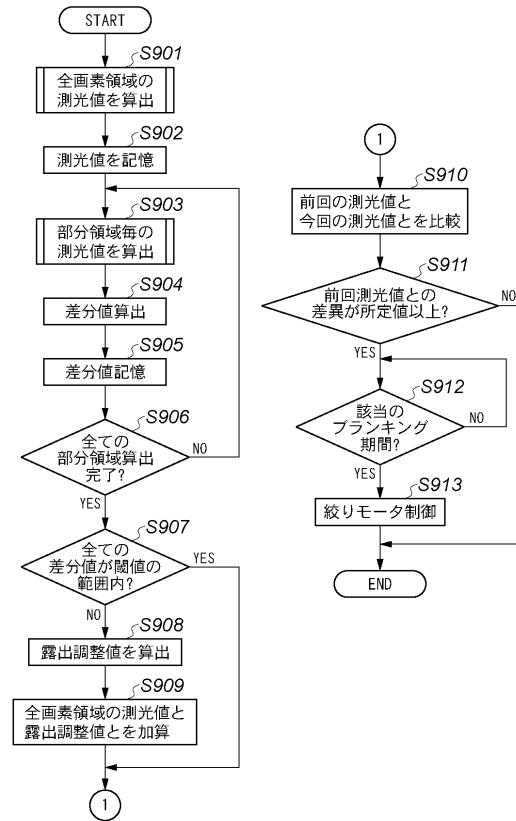 START
S901
全画素領域の
測光値を算出
S902
測光値を記憶
S903
部分領域毎の
測光値を算出
S904
差分値算出
S905
差分値記憶
S906
全ての
部分領域算出
完了?
NO
YES
S907
全ての
差分値が閾値の
範囲内?
YES
NO
S908
露出調整値を算出
S909
全画素領域の測光値と
露出調整値とを加算
1
1
S910
前回の測光値と
今回の測光値とを比較
S911
前回測光値との
差異が所定値以上?
NO
YES
S912
該当の
ブランキング
期間?
NO
YES
S913
絞りモータ制御
END